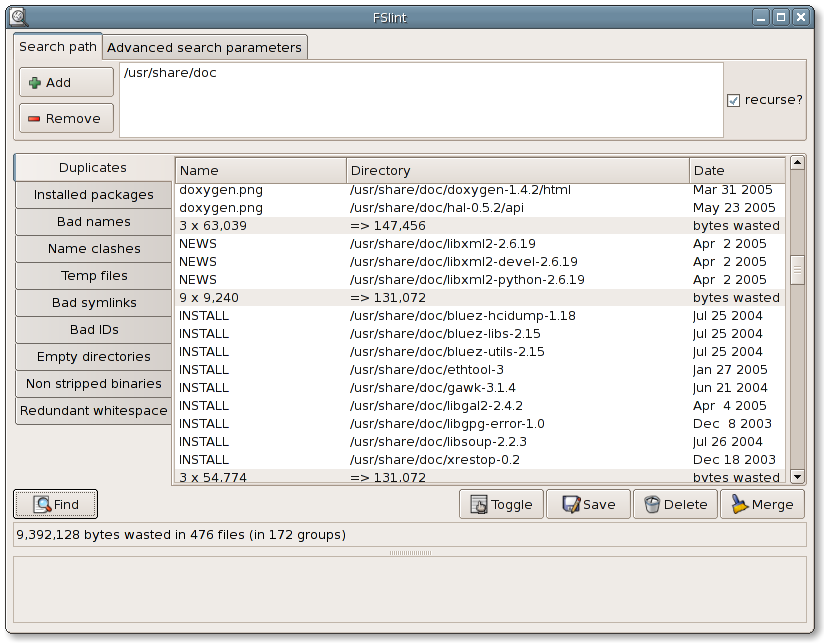 FSlint
Search path Advanced search parameters
Add
/usr/share/doc
recurse?
Remove
Duplicates
Installed packages
Bad names
Name clashes
Temp files
Bad symlinks
Bad IDs
Empty directories
Non stripped binaries
Redundant whitespace
Name Directory Date
doxygen.png /usr/share/doc/doxygen-1.4.2/html Mar 31 2005
doxygen.png /usr/share/doc/hal-0.5.2/api May 23 2005
3 x 63,039 => 147,456 bytes wasted
NEWS /usr/share/doc/libxml2-2.6.19 Apr 2 2005
NEWS /usr/share/doc/libxml2-devel-2.6.19 Apr 2 2005
NEWS /usr/share/doc/libxml2-python-2.6.19 Apr 2 2005
9 x 9,240 => 131,072 bytes wasted
INSTALL /usr/share/doc/bluez-hcidump-1.18 Jul 25 2004
INSTALL /usr/share/doc/bluez-libs-2.15 Jul 25 2004
INSTALL /usr/share/doc/bluez-utils-2.15 Jul 25 2004
INSTALL /usr/share/doc/ethtool-3 Jan 27 2005
INSTALL /usr/share/doc/gawk-3.1.4 Jun 21 2004
INSTALL /usr/share/doc/libgal2-2.4.2 Apr 4 2005
INSTALL /usr/share/doc/libgpg-error-1.0 Dec 8 2003
INSTALL /usr/share/doc/libsoup-2.2.3 Jul 26 2004
INSTALL /usr/share/doc/xrestop-0.2 Dec 18 2003
3 x 54,774 => 131,072 bytes wasted
Find Toggle Save Delete Merge
9,392,128 bytes wasted in 476 files (in 172 groups)